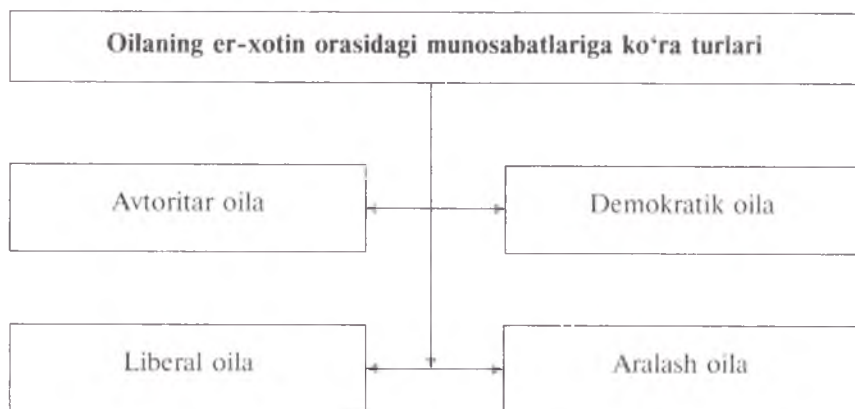 Oilaning er-xotin orasidagi munosabatlariga ko‘ra turlari
Avtoritar oila
Demokratik oila
Liberal oila
Aralash oila